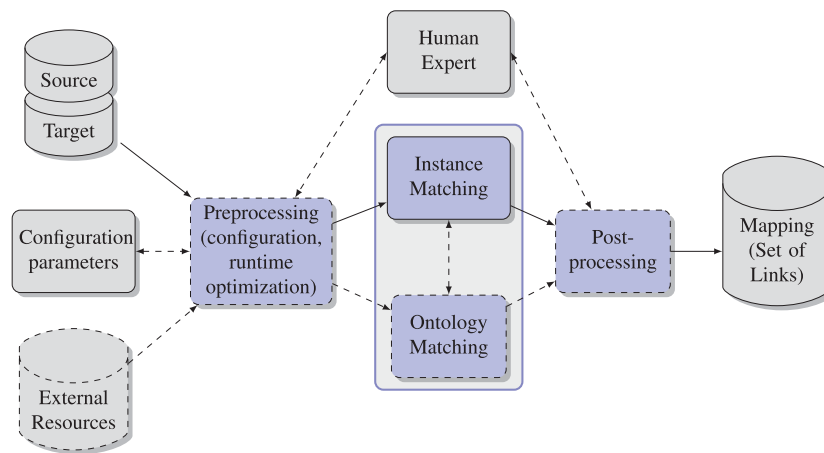 Human
Expert
Source
Target
Instance
Matching
Preprocessing
(configuration,
runtime
optimization)
Configuration
parameters
Post-
processing
Mapping
(Set of
Links)
Ontology
Matching
External
Resources